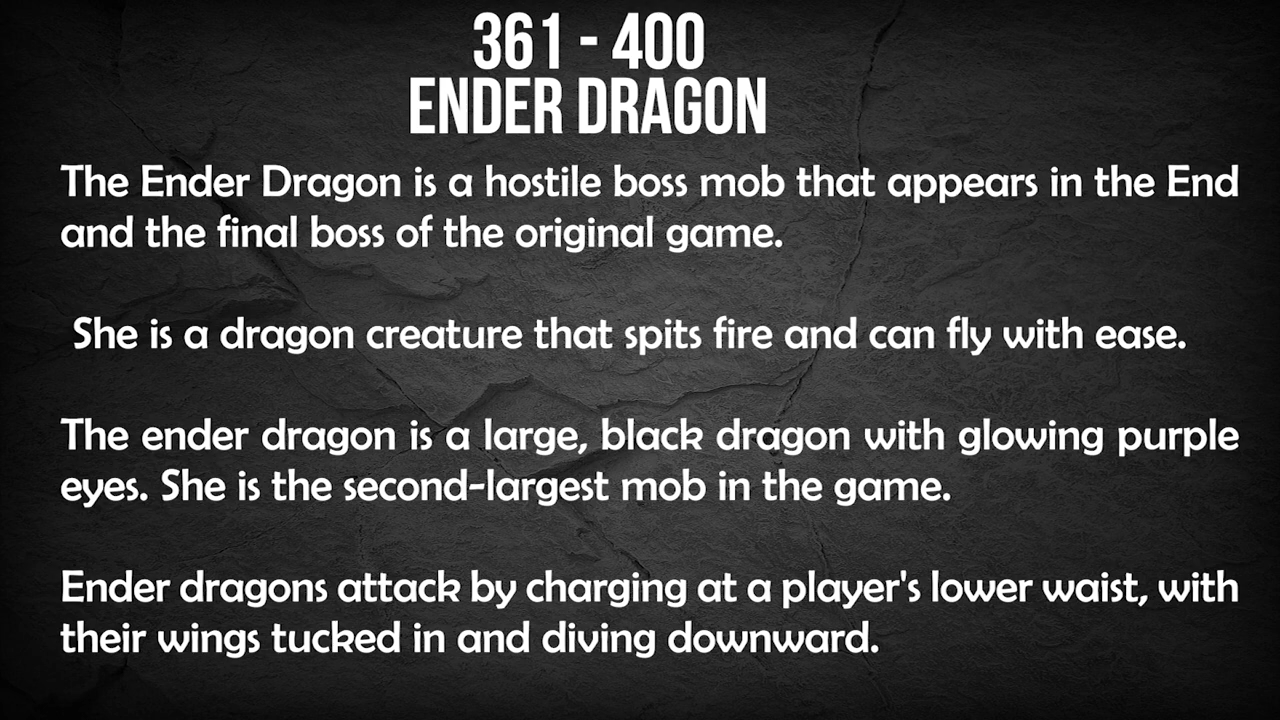 361 - 400
ENDER DRAGON
The Ender Dragon is a hostile boss mob that appears in the End
and the final boss of the original game.
She is a dragon creature that spits fire and can fly with ease.
The ender dragon is a large, black dragon with glowing purple
eyes. She is the second-largest mob in the game.
Ender dragons attack by charging at a player's lower waist, with
their wings tucked in and diving downward.